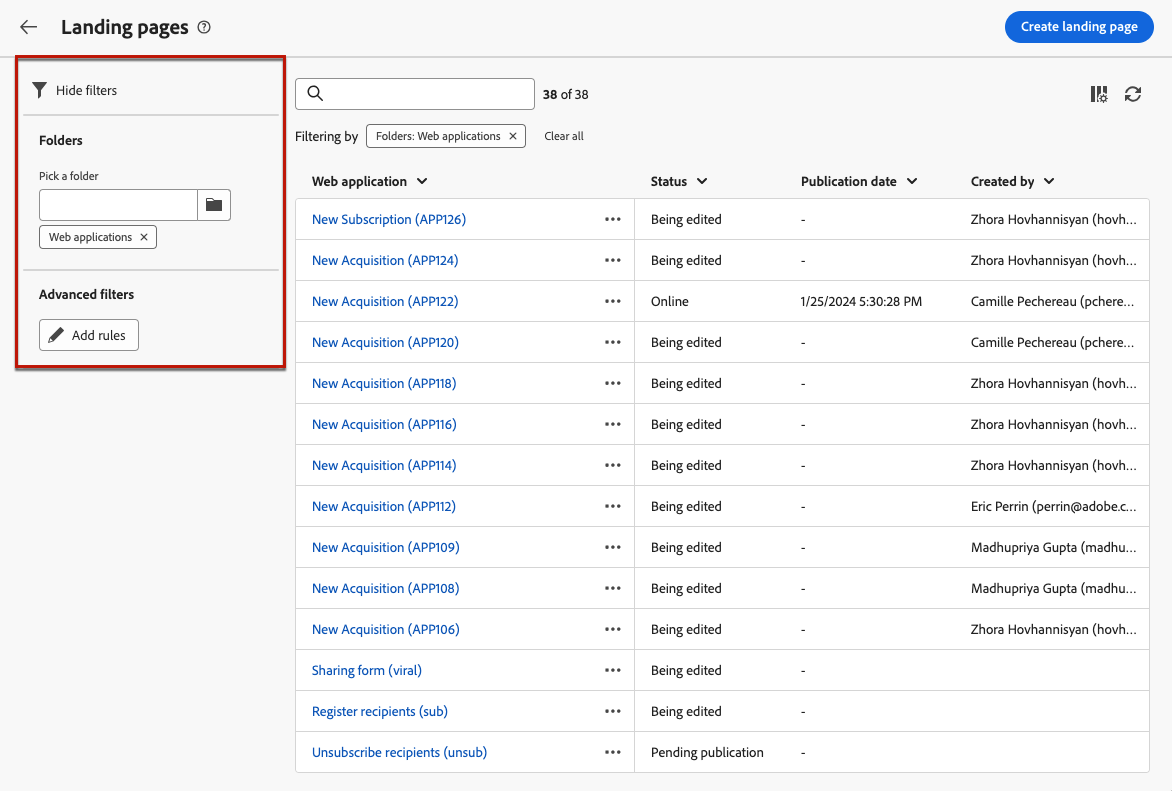 Landing pages
Create landing page
Hide filters
Folders
Pick a folder
Web applications
Advanced filters
Add rules
38 of 38
Filtering by Folders: Web applications Clear all
Web application Status Publication date Created by
New Subscription (APP126) Being edited - Zhora Hovhannisyan (hovh...
New Acquisition (APP124) Being edited - Zhora Hovhannisyan (hovh...
New Acquisition (APP122) Online 1/25/2024 5:30:28 PM Camille Pechereau (pchere...
New Acquisition (APP120) Being edited - Camille Pechereau (pchere...
New Acquisition (APP118) Being edited - Zhora Hovhannisyan (hovh...
New Acquisition (APP116) Being edited - Zhora Hovhannisyan (hovh...
New Acquisition (APP114) Being edited - Zhora Hovhannisyan (hovh...
New Acquisition (APP112) Being edited - Eric Perrin (perrin@adobe.c...
New Acquisition (APP109) Being edited - Madhupriya Gupta (madhu...
New Acquisition (APP108) Being edited - Madhupriya Gupta (madhu...
New Acquisition (APP106) Being edited - Zhora Hovhannisyan (hovh...
Sharing form (viral) Being edited -
Register recipients (sub) Being edited -
Unsubscribe recipients (unsub) Pending publication -